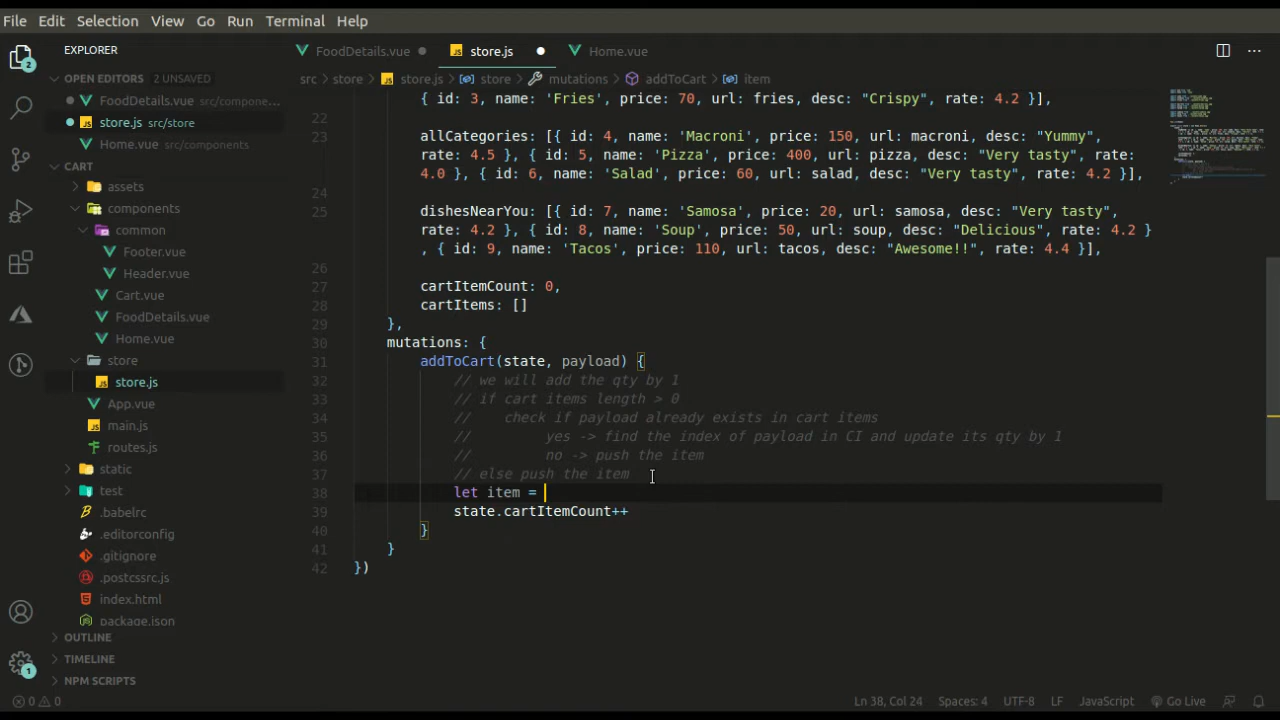 File Edit Selection View Go Run Terminal Help
EXPLORER
FoodDetails.vue
JS store.js
Home.vue
2
OPEN EDITORS 2 UNSAVED
FoodDetails.vue src/compone...
JS store.js src/store
Home.vue src/components
CART
assets
components
common
Footer.vue
Header.vue
Cart.vue
FoodDetails.vue
Home.vue
store
JS store.js
App.vue
main.js
routes.js
static
test
.babelrc
.editorconfig
.gitignore
.postcssrc.js
index.html
package.json
OUTLINE
TIMELINE
NPM SCRIPTS
1
src > store > JS store.js > store > mutations > addToCart > item
{ id: 3, name: 'Fries', price: 70, url: fries, desc: "Crispy", rate: 4.2 }],
22
23 allCategories: [{ id: 4, name: 'Macroni', price: 150, url: macroni, desc: "Yummy",
rate: 4.5 }, { id: 5, name: 'Pizza', price: 400, url: pizza, desc: "Very tasty", rate:
4.0 }, { id: 6, name: 'Salad', price: 60, url: salad, desc: "Very tasty", rate: 4.2 }],
24
25 dishesNearYou: [{ id: 7, name: 'Samosa', price: 20, url: samosa, desc: "Very tasty",
rate: 4.2 }, { id: 8, name: 'Soup', price: 50, url: soup, desc: "Delicious", rate: 4.2 }
, { id: 9, name: 'Tacos', price: 110, url: tacos, desc: "Awesome!!", rate: 4.4 }],
26
27 cartItemCount: 0,
28 cartItems: []
29 },
30 mutations: {
31 addToCart(state, payload) {
32 // we will add the qty by 1
33 // if cart items length > 0
34 // check if payload already exists in cart items
35 // yes -> find the index of payload in CI and update its qty by 1
36 // no -> push the item
37 // else push the item
38 let item =
39 state.cartItemCount++
40 }
41 }
42 })
0 0
Ln 38, Col 24 Spaces: 4 UTF-8 LF JavaScript Go Live